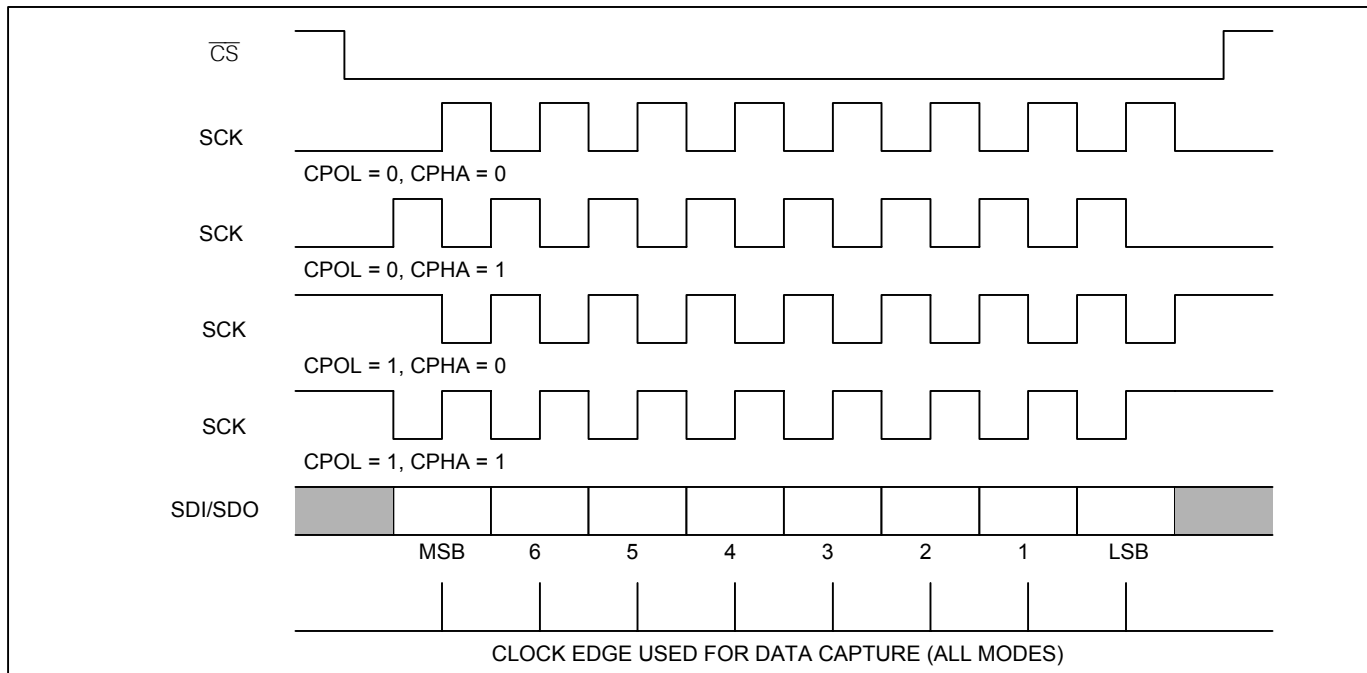 C̅S̅
SCK
CPOL = 0, CPHA = 0
SCK
CPOL = 0, CPHA = 1
SCK
CPOL = 1, CPHA = 0
SCK
CPOL = 1, CPHA = 1
SDI/SDO
MSB 6 5 4 3 2 1 LSB
CLOCK EDGE USED FOR DATA CAPTURE (ALL MODES)